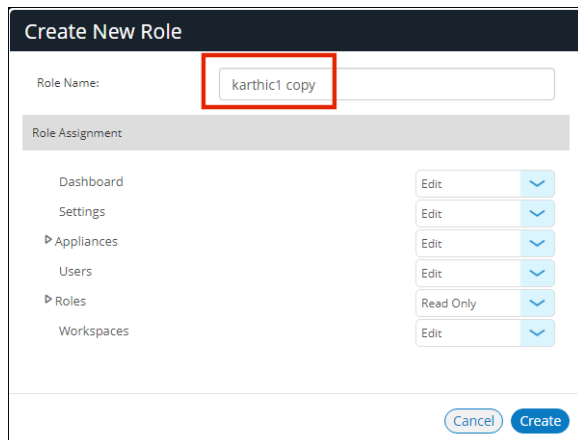 Create New Role
Role Name: karthic1 copy
Role Assignment
Dashboard Edit
Settings Edit
Appliances Edit
Users Edit
Roles Read Only
Workspaces Edit
Cancel Create